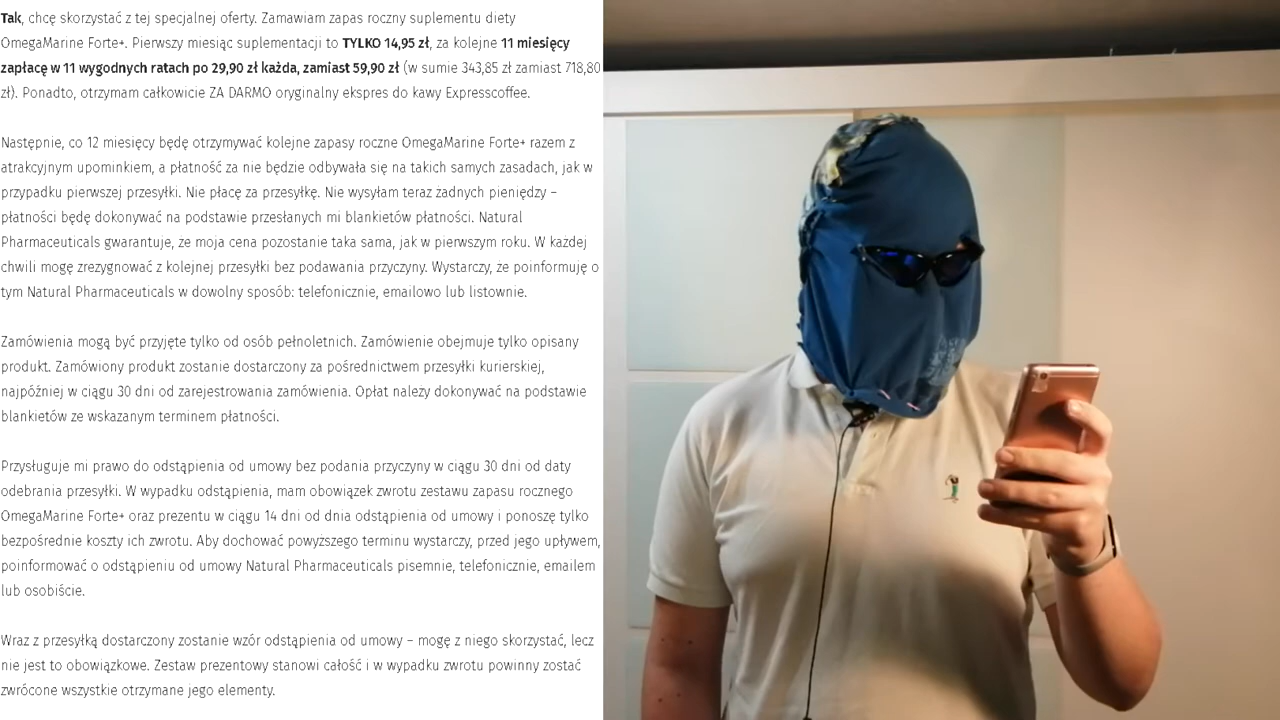 Tak, chcę skorzystać z tej specjalnej oferty. Zamawiam zapas roczny suplementu diety
OmegaMarine Forte+. Pierwszy miesiąc suplementacji to TYLKO 14,95 zł, za kolejne 11 miesięcy
zapłacę w 11 wygodnych ratach po 29,90 zł każda, zamiast 59,90 zł (w sumie 343,85 zł zamiast 718,80
zł). Ponadto, otrzymam całkowicie ZA DARMO oryginalny ekspres do kawy Expresscoffee.
Następnie, co 12 miesięcy będę otrzymywać kolejne zapasy roczne OmegaMarine Forte+ razem z
atrakcyjnym upominkiem, a płatność za nie będzie odbywała się na takich samych zasadach, jak w
przypadku pierwszej przesyłki. Nie płacę za przesyłkę. Nie wysyłam teraz żadnych pieniędzy –
płatności będę dokonywać na podstawie przesłanych mi blankietów płatności. Natural
Pharmaceuticals gwarantuje, że moja cena pozostanie taka sama, jak w pierwszym roku. W każdej
chwili mogę zrezygnować z kolejnej przesyłki bez podawania przyczyny. Wystarczy, że poinformuję o
tym Natural Pharmaceuticals w dowolny sposób: telefonicznie, emailowo lub listownie.
Zamówienia mogą być przyjęte tylko od osób pełnoletnich. Zamówienie obejmuje tylko opisany
produkt. Zamówiony produkt zostanie dostarczony za pośrednictwem przesyłki kurierskiej,
najpóźniej w ciągu 30 dni od zarejestrowania zamówienia. Opłat należy dokonywać na podstawie
blankietów ze wskazanym terminem płatności.
Przysługuje mi prawo do odstąpienia od umowy bez podania przyczyny w ciągu 30 dni od daty
odebrania przesyłki. W wypadku odstąpienia, mam obowiązek zwrotu zestawu zapasu rocznego
OmegaMarine Forte+ oraz prezentu w ciągu 14 dni od dnia odstąpienia od umowy i ponoszę tylko
bezpośrednie koszty ich zwrotu. Aby dochować powyższego terminu wystarczy, przed jego upływem,
poinformować o odstąpieniu od umowy Natural Pharmaceuticals pisemnie, telefonicznie, emailem
lub osobiście.
Wraz z przesyłką dostarczony zostanie wzór odstąpienia od umowy – mogę z niego skorzystać, lecz
nie jest to obowiązkowe. Zestaw prezentowy stanowi całość i w wypadku zwrotu powinny zostać
zwrócone wszystkie otrzymane jego elementy.